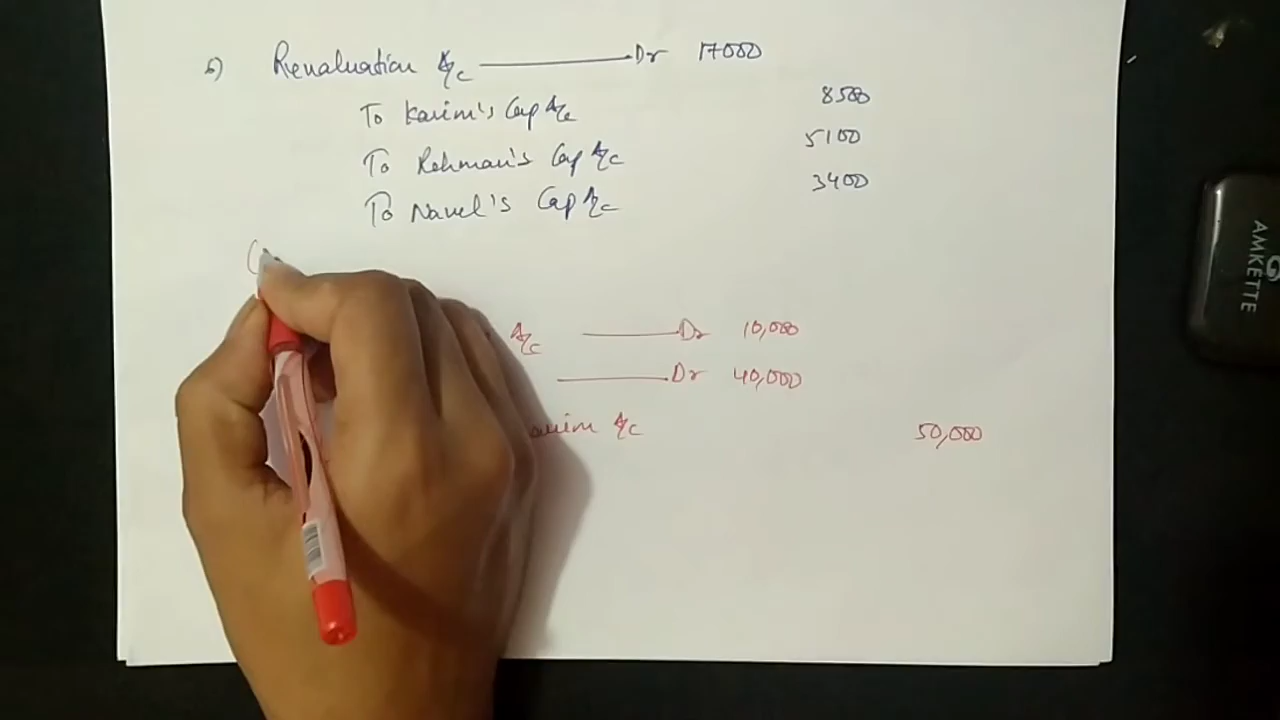 6) Revaluation A/c ——— Dr 17000
To Karim's Cap A/c 8500
To Rehman's Cap A/c 5100
To Navel's Cap A/c 3400
(
A/c ——— Dr 10,000
——— Dr 40,000
A/c 50,000
AMKETTE